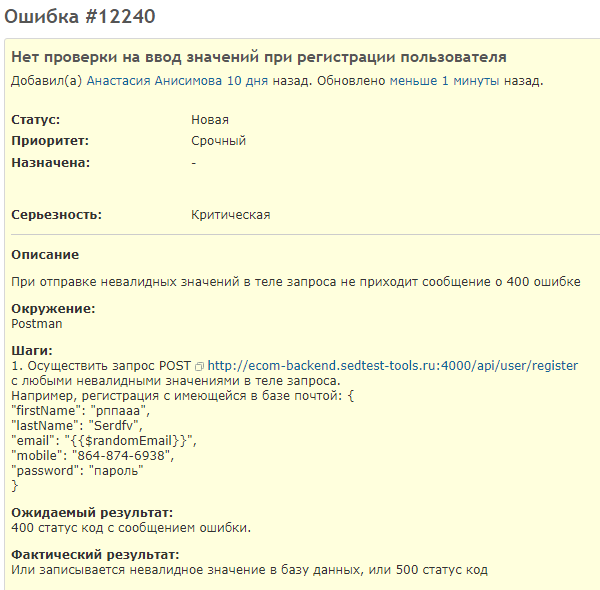 Ошибка #12240
Нет проверки на ввод значений при регистрации пользователя
Добавил(а) Анастасия Анисимова 10 дня назад. Обновлено меньше 1 минуты назад.
Статус: Новая
Приоритет: Срочный
Назначена: -
Серьезность: Критическая
Описание
При отправке невалидных значений в теле запроса не приходит сообщение о 400 ошибке
Окружение:
Postman
Шаги:
1. Осуществить запрос POST http://ecom-backend.sedtest-tools.ru:4000/api/user/register
с любыми невалидными значениями в теле запроса.
Например, регистрация с имеющейся в базе почтой: {
"firstName": "рппааа",
"lastName": "Serdfv",
"email": "{{$randomEmail}}",
"mobile": "864-874-6938",
"password": "пароль"
}
Ожидаемый результат:
400 статус код с сообщением ошибки.
Фактический результат:
Или записывается невалидное значение в базу данных, или 500 статус код